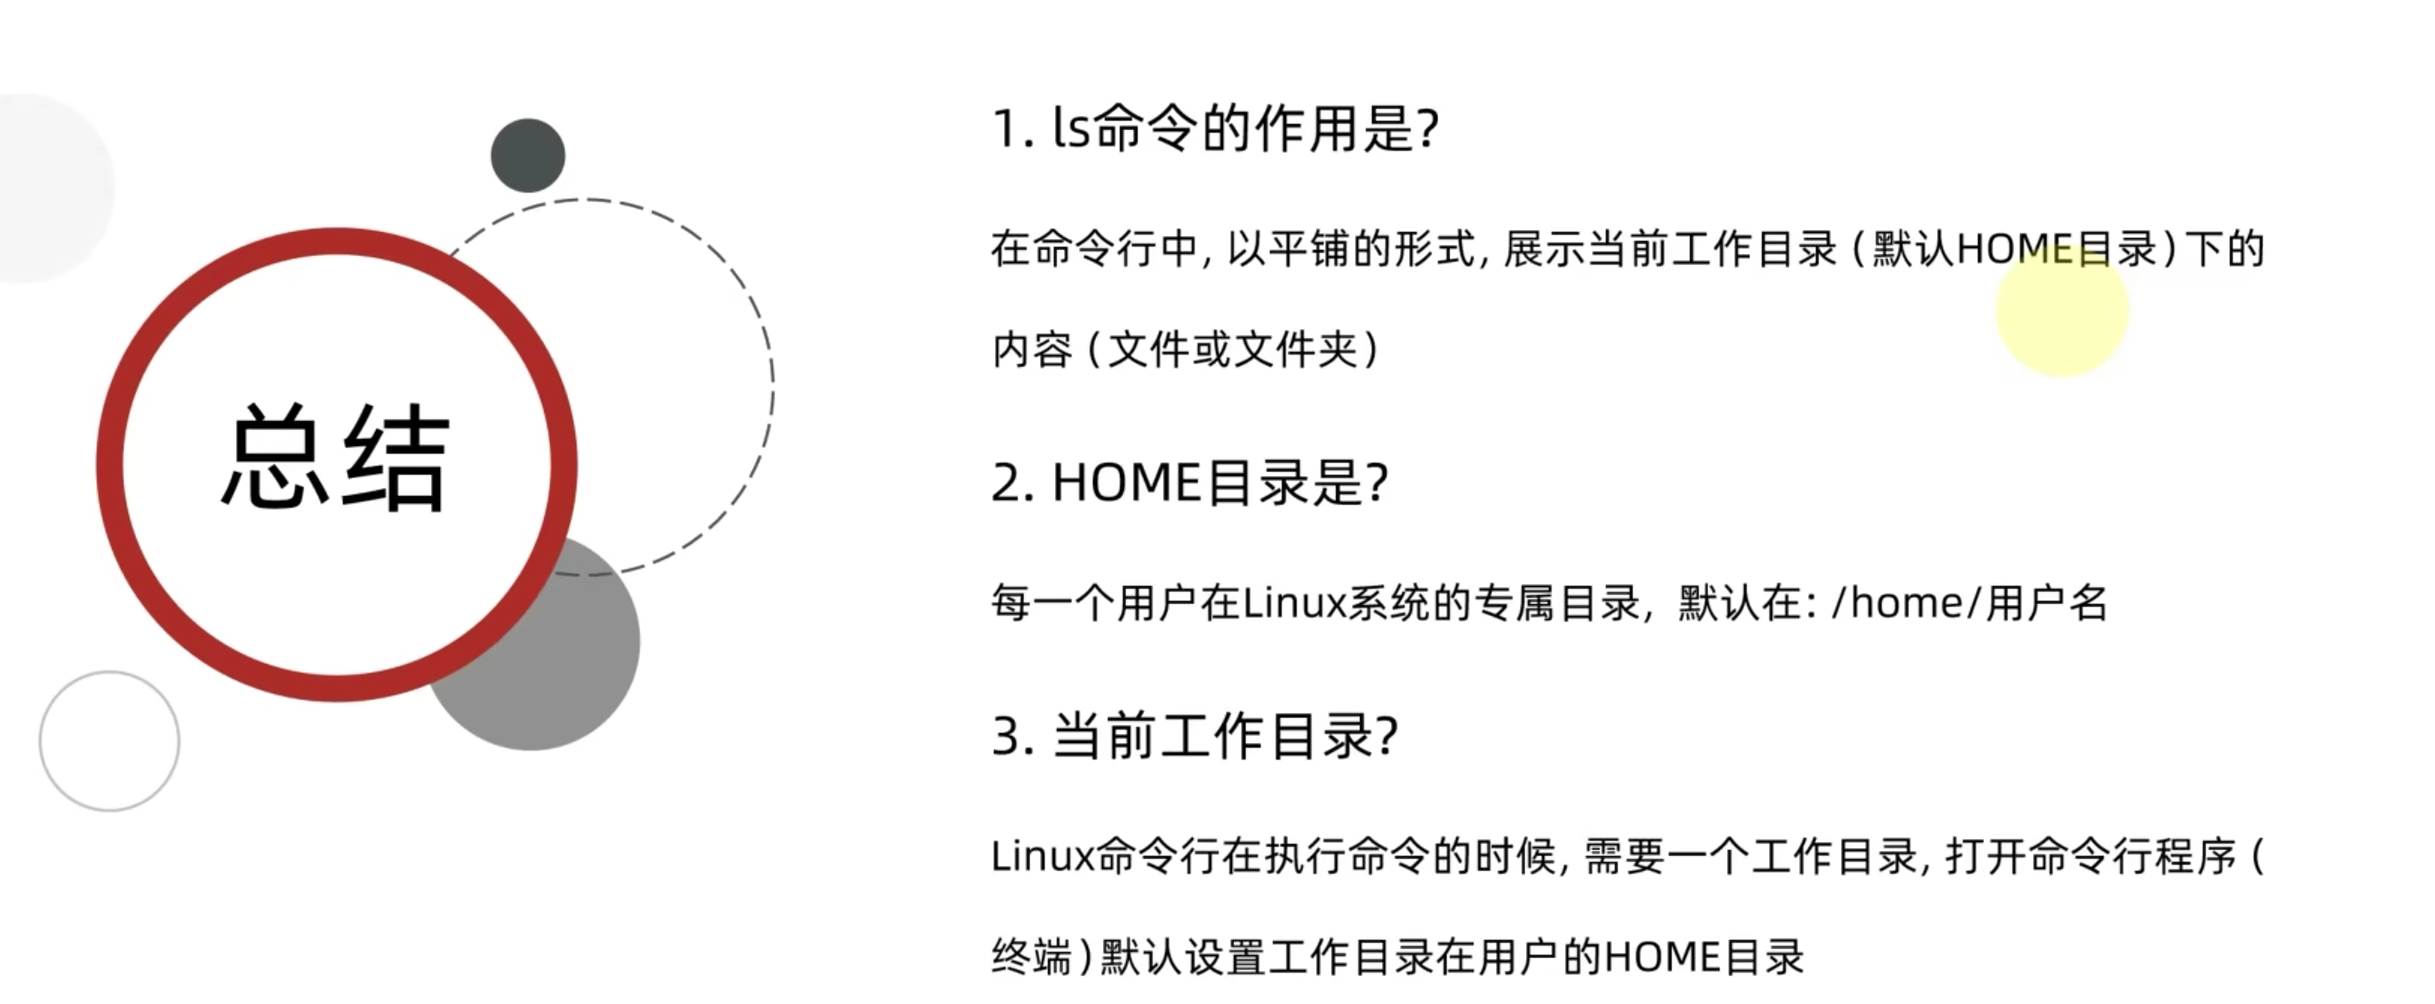 总结
1. ls命令的作用是?
在命令行中, 以平铺的形式, 展示当前工作目录 (默认HOME目录) 下的
内容 (文件或文件夹)
2. HOME目录是?
每一个用户在Linux系统的专属目录, 默认在: /home/用户名
3. 当前工作目录?
Linux命令行在执行命令的时候, 需要一个工作目录, 打开命令行程序 (
终端) 默认设置工作目录在用户的HOME目录